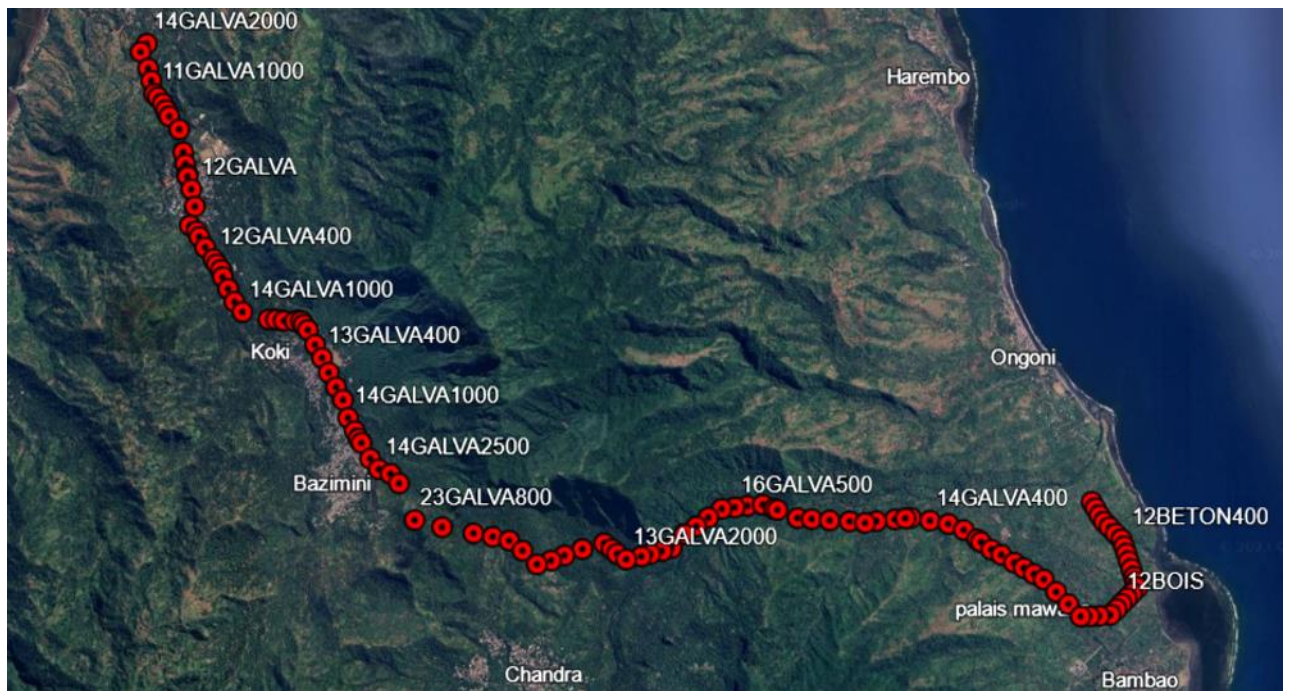 14GALVA2000
11GALVA1000
Harembo
12GALVA
12GALVA400
14GALVA1000
13GALVA400
Koki
Ongoni
14GALVA1000
14GALVA2500
Bazimini
16GALVA500
23GALVA800
14GALVA400
12BETON400
13GALVA2000
12BOIS
Chandra
Bambao